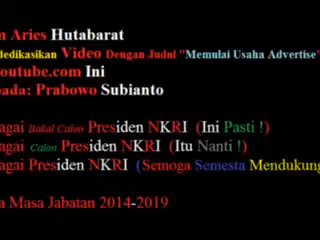 Aries Hutabarat
dedikasikan Video Dengan Judul "Memulai Usaha Advertise"
outube.com Ini
ada: Prabowo Subianto
agai Bakal Calon Presiden NKRI (Ini Pasti !)
agai Calon Presiden NKRI (Itu Nanti !)
agai Presiden NKRI (Semoga Semesta Mendukung
a Masa Jabatan 2014-2019